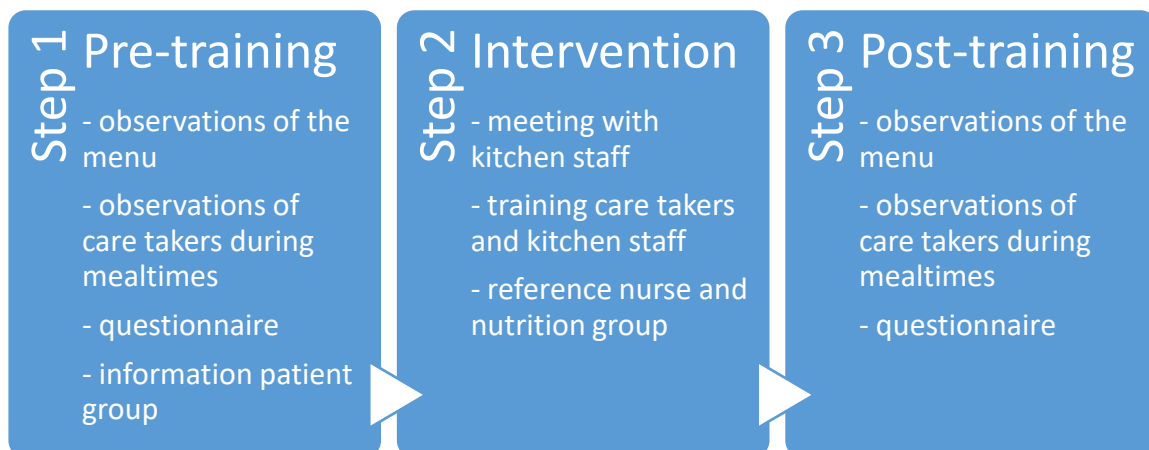 Step 1
Pre-training
- observations of the
menu
- observations of
care takers during
mealtimes
- questionnaire
- information patient
group
Step 2
Intervention
- meeting with
kitchen staff
- training care takers
and kitchen staff
- reference nurse and
nutrition group
Step 3
Post-training
- observations of the
menu
- observations of
care takers during
mealtimes
- questionnaire